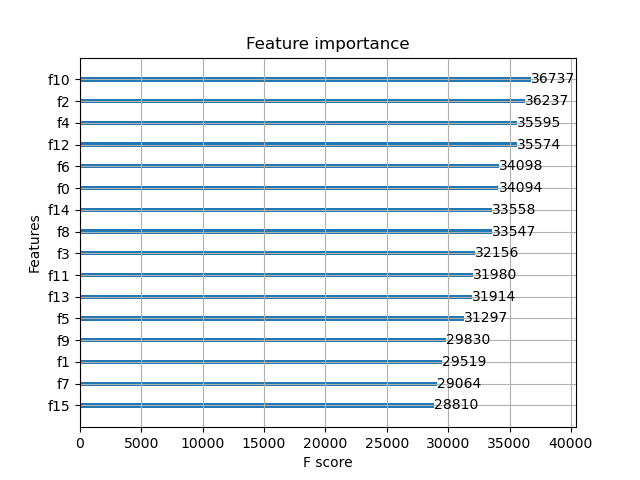 Feature importance
f10 36737
f2 36237
f4 35595
f12 35574
f6 34098
f0 34094
f14 33558
f8 33547
f3 32156
f11 31980
f13 31914
f5 31297
f9 29830
f1 29519
f7 29064
f15 28810
Features
0 5000 10000 15000 20000 25000 30000 35000 40000
F score